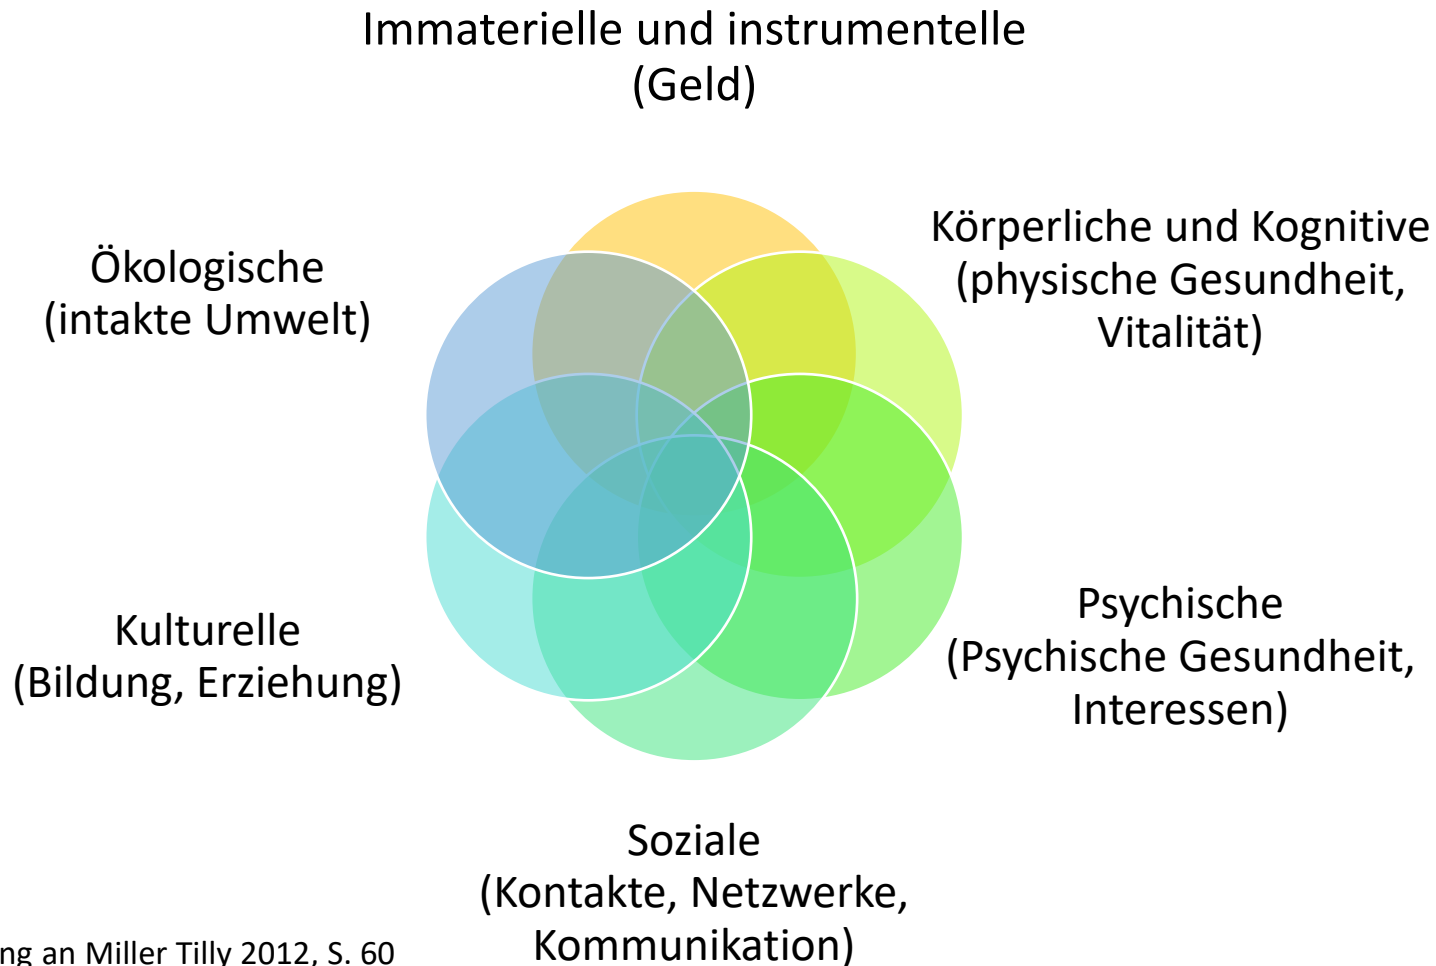 Immaterielle und instrumentelle
(Geld)
Körperliche und Kognitive
(physische Gesundheit,
Vitalität)
Psychische
(Psychische Gesundheit,
Interessen)
Soziale
(Kontakte, Netzwerke,
Kommunikation)
Kulturelle
(Bildung, Erziehung)
Ökologische
(intakte Umwelt)
ng an Miller Tilly 2012, S. 60